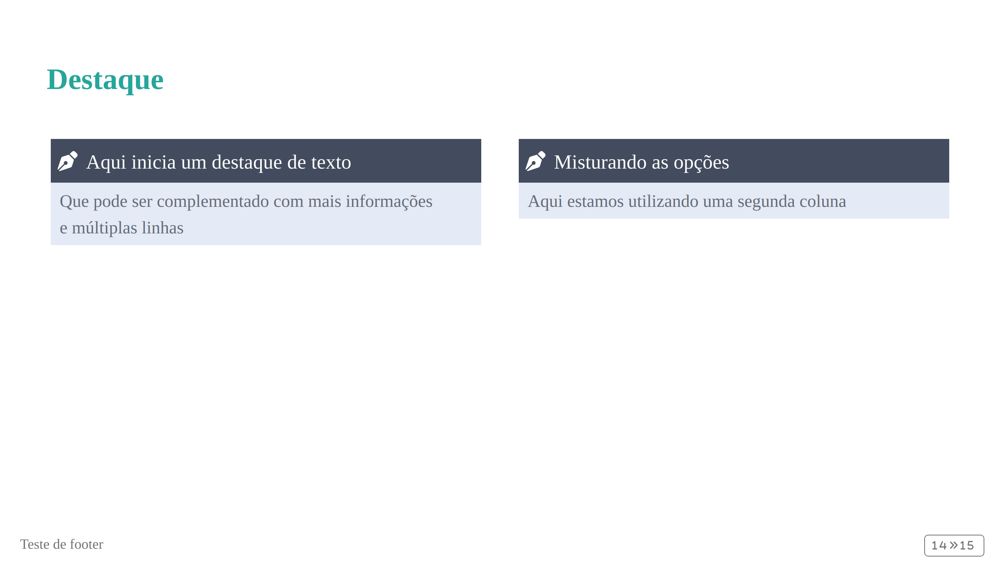 Destaque
Aqui inicia um destaque de texto
Que pode ser complementado com mais informações
e múltiplas linhas
Misturando as opções
Aqui estamos utilizando uma segunda coluna
Teste de footer
14»15